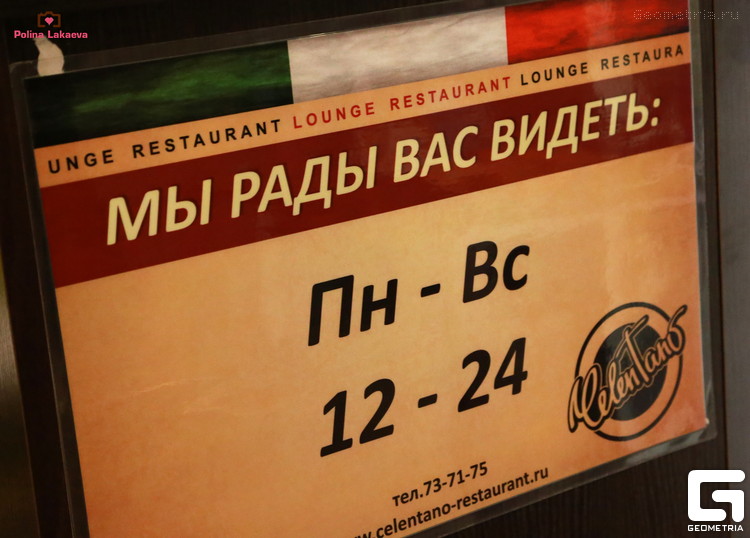 Polina Lakaeva
Geometria.ru
UNGE RESTAURANT LOUNGE RESTAURANT LOUNGE RESTAURA
МЫ РАДЫ ВАС ВИДЕТЬ:
Пн - Вс
12 - 24
Celentano
тел.73-71-75
www.celentano-restaurant.ru
GEOMETRIA